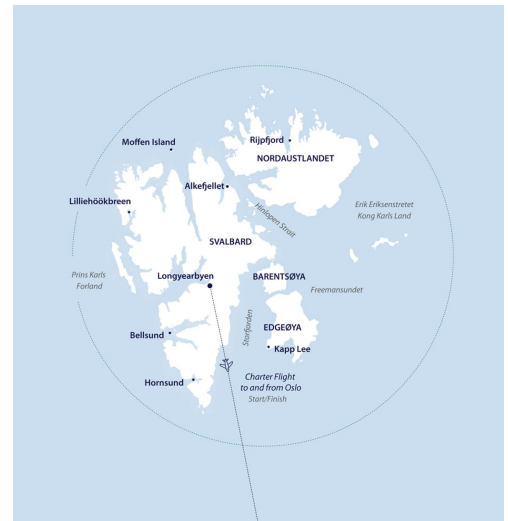 Moffen Island
Rijpfjord
NORDAUSTLANDET
Alkefjellet
Lilliehöökbreen
Hinlopen Strait
Erik Eriksenstretet
Kong Karls Land
SVALBARD
Prins Karls
Forland
Longyearbyen
BARENTSØYA
Freemansundet
Storfjorden
EDGEØYA
Bellsund
Kapp Lee
Hornsund
Charter Flight
to and from Oslo
Start/Finish